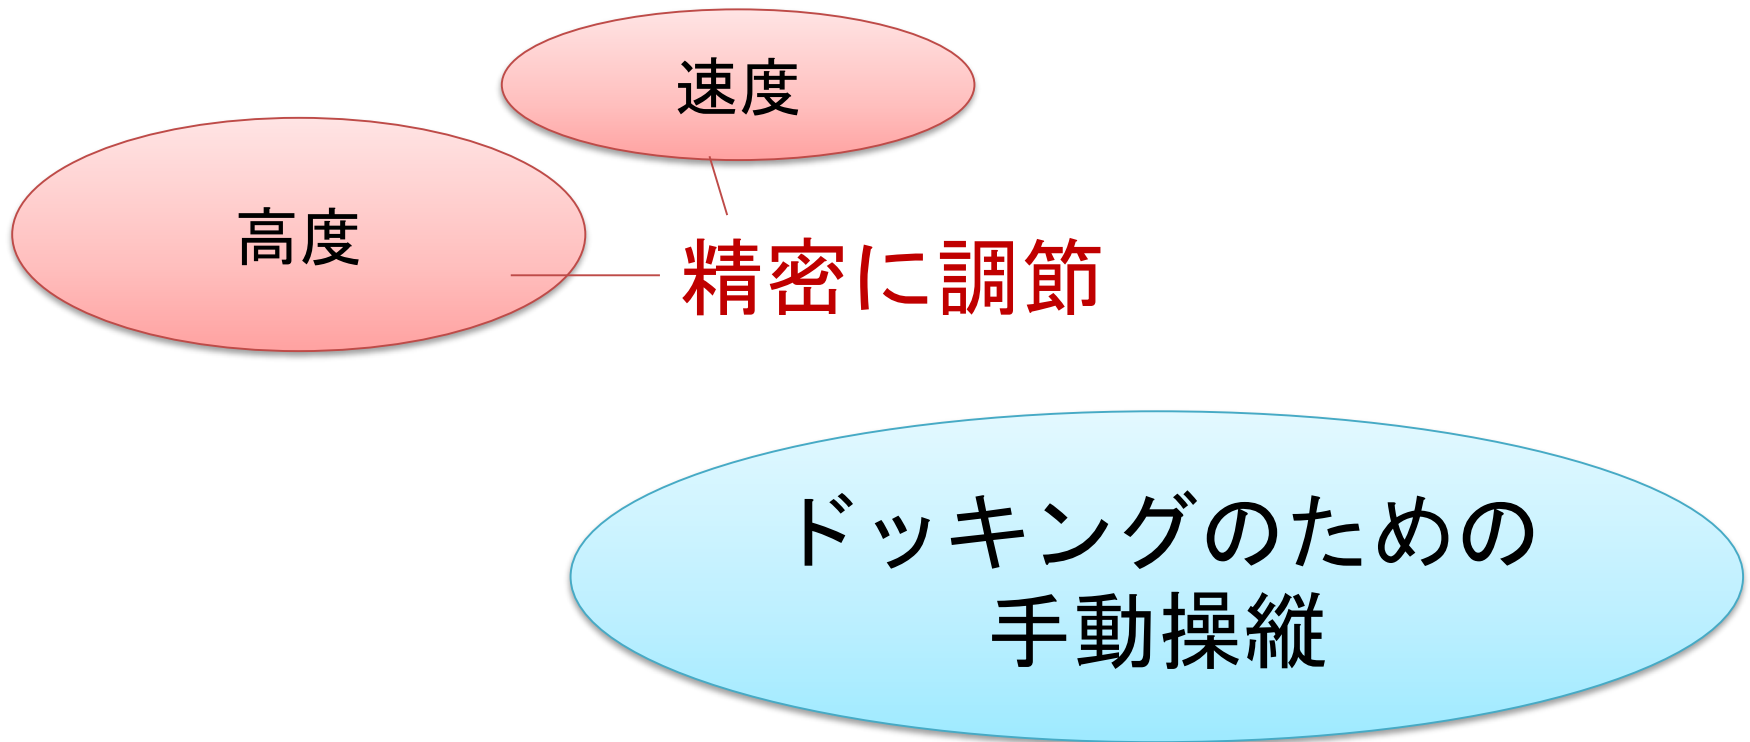 速度
高度
精密に調節
ドッキングのための
手動操縦